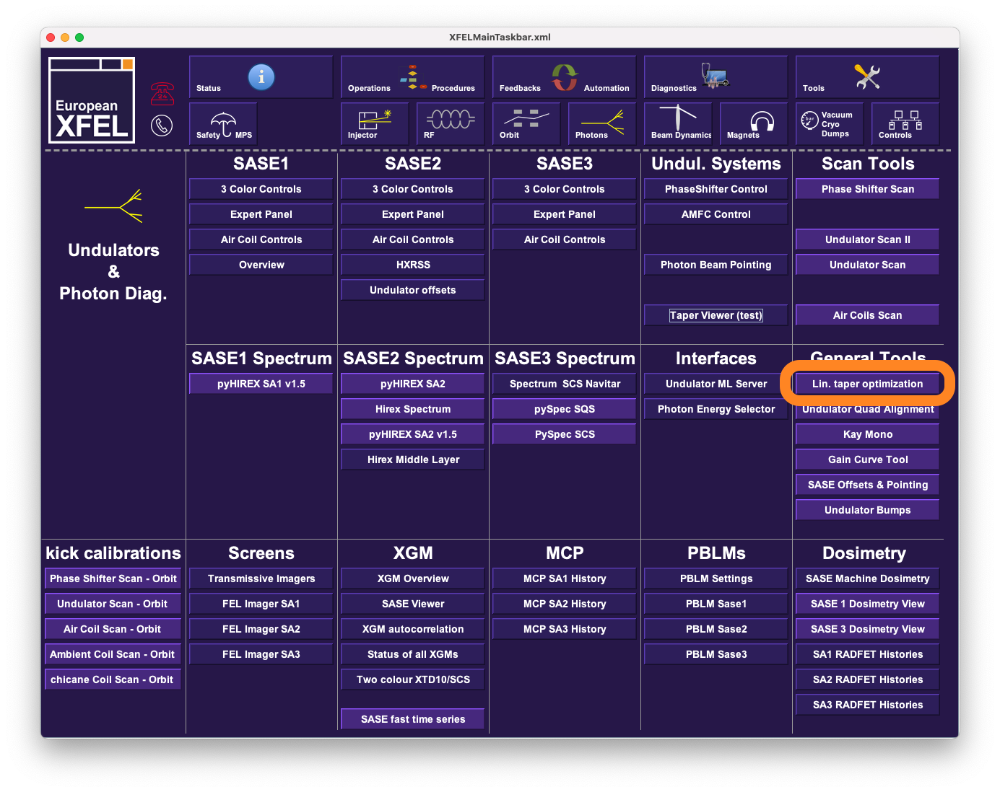 XFELMainTaskbar.xml
European
XFEL
24
Status
i
Operations
Procedures
Feedbacks
Automation
Diagnostics
Tools
Safety
MPS
Injector
RF
Orbit
Photons
Beam Dynamics
Magnets
bar
Vacuum
Cryo
Dumps
Controls
Undulators
&
Photon Diag.
SASE1
3 Color Controls
Expert Panel
Air Coil Controls
Overview
SASE2
3 Color Controls
Expert Panel
Air Coil Controls
HXRSS
Undulator offsets
SASE3
3 Color Controls
Expert Panel
Air Coil Controls
Undul. Systems
PhaseShifter Control
AMFC Control
Photon Beam Pointing
Taper Viewer (test)
Scan Tools
Phase Shifter Scan
Undulator Scan II
Undulator Scan
Air Coils Scan
SASE1 Spectrum
pyHIREX SA1 v1.5
SASE2 Spectrum
pyHIREX SA2
Hirex Spectrum
pyHIREX SA2 v1.5
Hirex Middle Layer
SASE3 Spectrum
Spectrum  SCS Navitar
pySpec SQS
PySpec SCS
Interfaces
Undulator ML Server
Photon Energy Selector
General Tools
Lin. taper optimization
Undulator Quad Alignment
Kay Mono
Gain Curve Tool
SASE Offsets & Pointing
Undulator Bumps
kick calibrations
Phase Shifter Scan - Orbit
Undulator Scan - Orbit
Air Coil Scan - Orbit
Ambient Coil Scan - Orbit
chicane Coil Scan - Orbit
Screens
Transmissive Imagers
FEL Imager SA1
FEL Imager SA2
FEL Imager SA3
XGM
XGM Overview
SASE Viewer
XGM autocorrelation
Status of all XGMs
Two colour XTD10/SCS
SASE fast time series
MCP
MCP SA1 History
MCP SA2 History
MCP SA3 History
PBLMs
PBLM Settings
PBLM Sase1
PBLM Sase2
PBLM Sase3
Dosimetry
SASE Machine Dosimetry
SASE 1 Dosimetry View
SASE 3 Dosimetry View
SA1 RADFET Histories
SA2 RADFET Histories
SA3 RADFET Histories